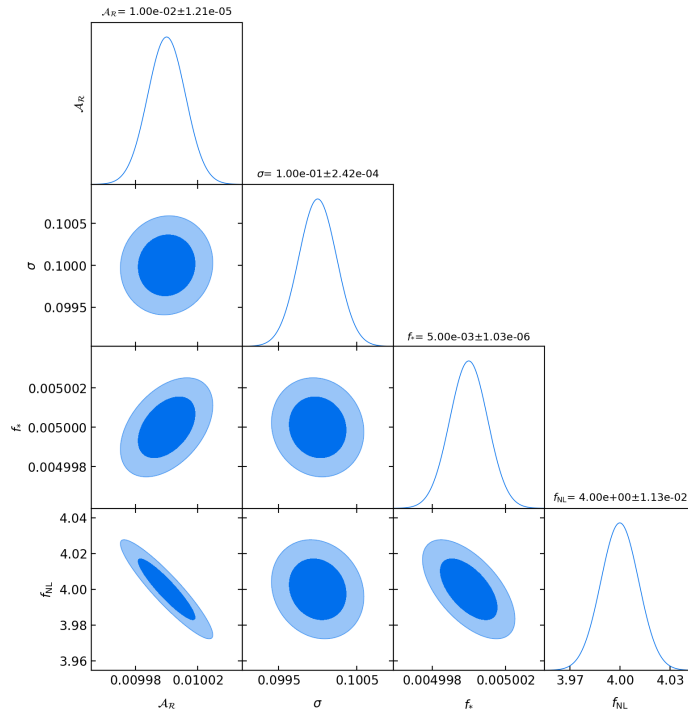 𝒜ℛ= 1.00e-02±1.21e-05
𝒜ℛ
σ= 1.00e-01±2.42e-04
0.1005
0.1000
0.0995
σ
f*= 5.00e-03±1.03e-06
0.005002
0.005000
0.004998
f*
fNL= 4.00e+00±1.13e-02
4.04
4.02
4.00
3.98
3.96
fNL
0.00998 0.01002 0.0995 0.1005 0.004998 0.005002 3.97 4.00 4.03
𝒜ℛ σ f* fNL